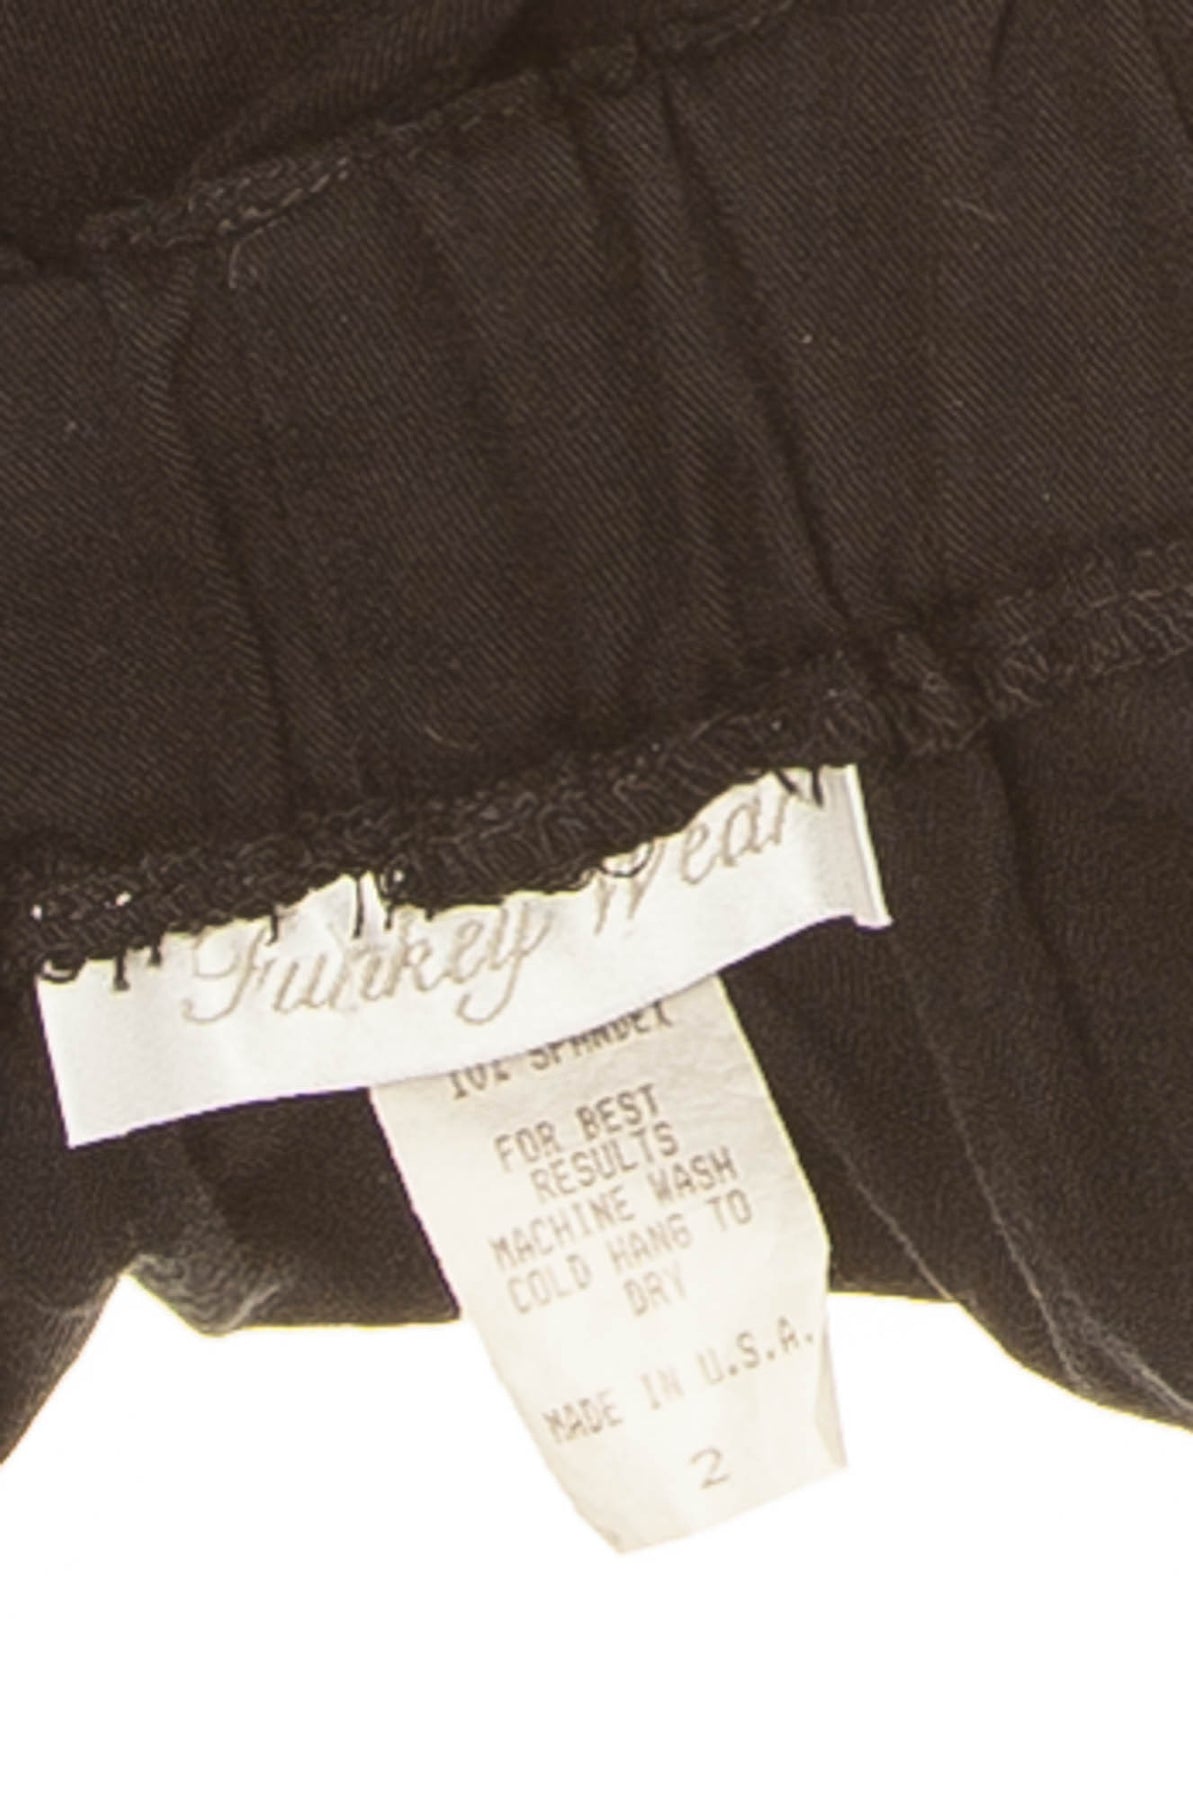 Funkey Wear
10% SPANDEX
FOR BEST
RESULTS
MACHINE WASH
COLD HANG TO
DRY
MADE IN U.S.A.
2